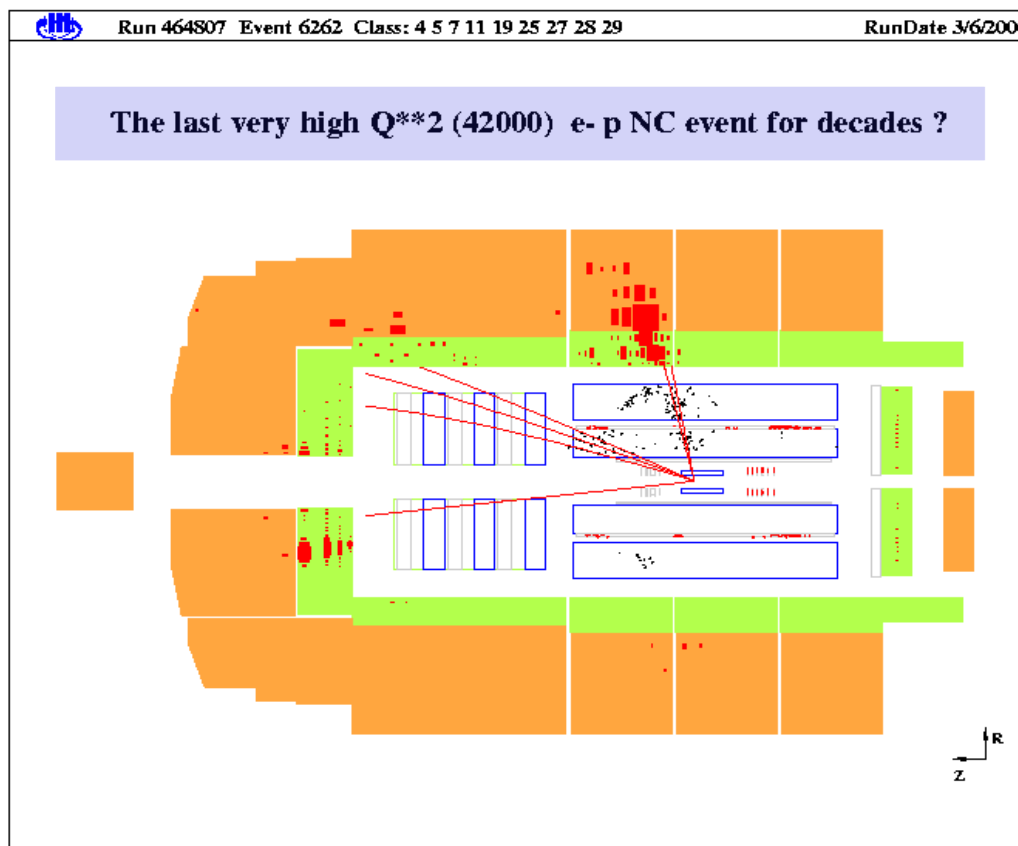 Run 464807 Event 6262 Class: 4 5 7 11 19 25 27 28 29 RunDate 3/6/200
The last very high Q**2 (42000) e- p NC event for decades ?
R
Z